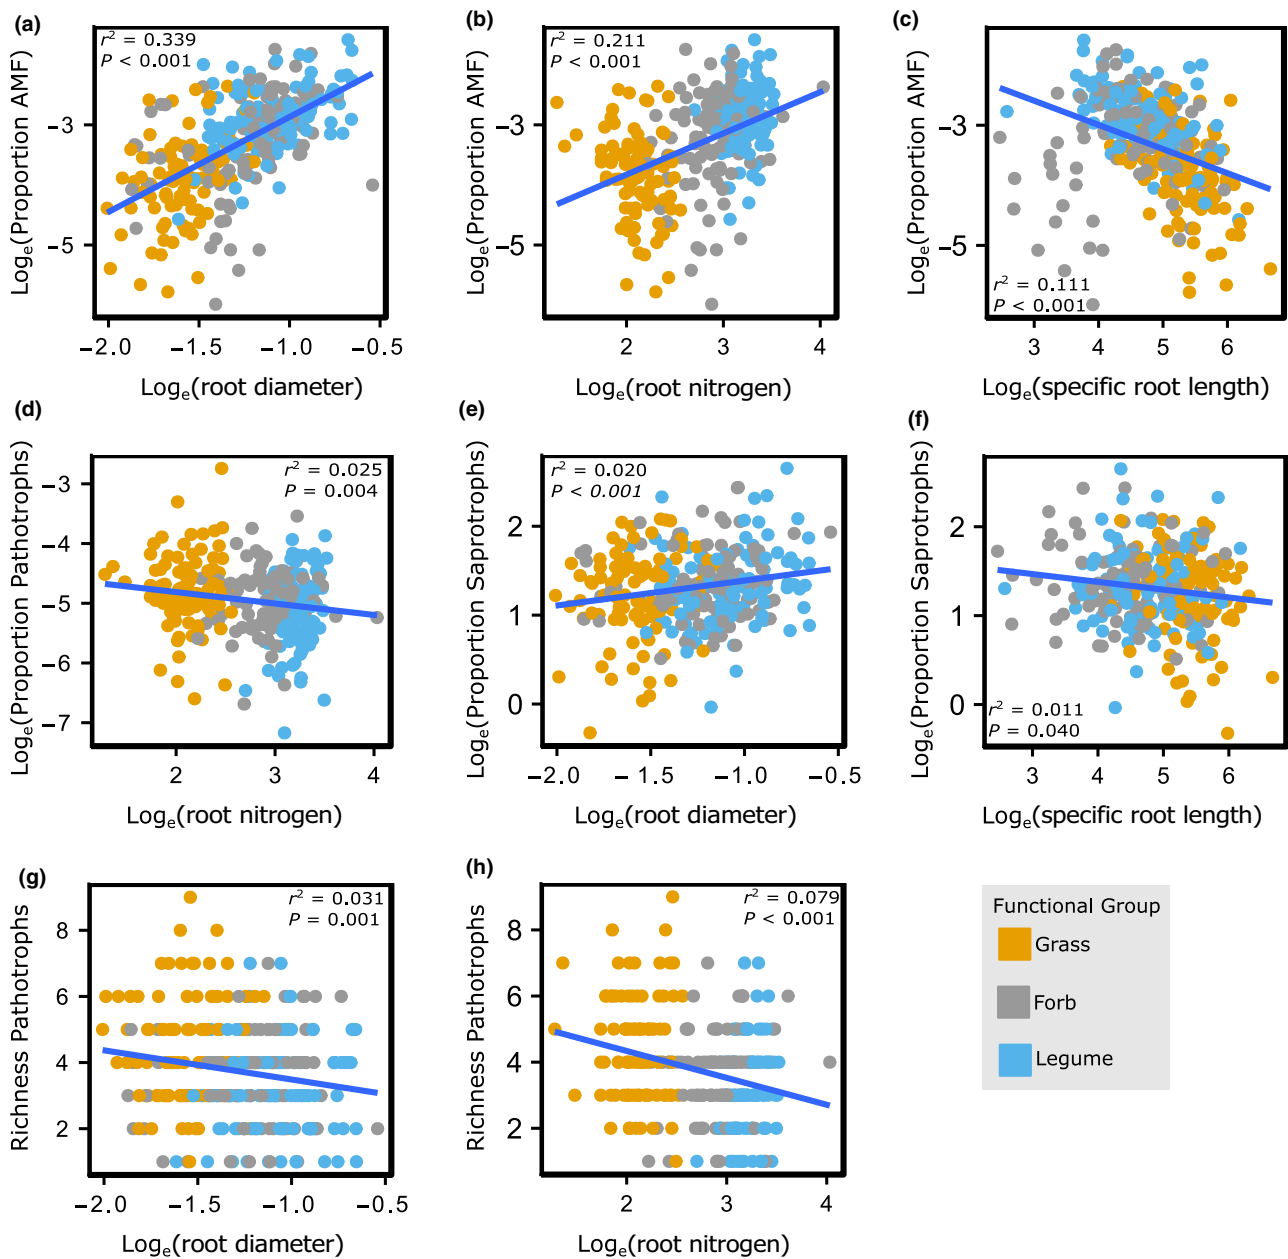 (a)
r² = 0.339
P < 0.001
Logₑ(Proportion AMF)
−3
−5
−2.0
−1.5
−1.0
−0.5
Logₑ(root diameter)
(b)
r² = 0.211
P < 0.001
Logₑ(Proportion AMF)
−3
−5
2
3
4
Logₑ(root nitrogen)
(c)
r² = 0.111
P < 0.001
Logₑ(Proportion AMF)
−3
−5
3
4
5
6
Logₑ(specific root length)
(d)
r² = 0.025
P = 0.004
Logₑ(Proportion Pathotrophs)
−3
−4
−5
−6
−7
2
3
4
Logₑ(root nitrogen)
(e)
r² = 0.020
P < 0.001
Logₑ(Proportion Saprotrophs)
2
1
0
−2.0
−1.5
−1.0
−0.5
Logₑ(root diameter)
(f)
r² = 0.011
P = 0.040
Logₑ(Proportion Saprotrophs)
2
1
0
3
4
5
6
Logₑ(specific root length)
(g)
r² = 0.031
P = 0.001
Richness Pathotrophs
8
6
4
2
−2.0
−1.5
−1.0
−0.5
Logₑ(root diameter)
(h)
r² = 0.079
P < 0.001
Richness Pathotrophs
8
6
4
2
2
3
4
Logₑ(root nitrogen)
Functional Group
Grass
Forb
Legume